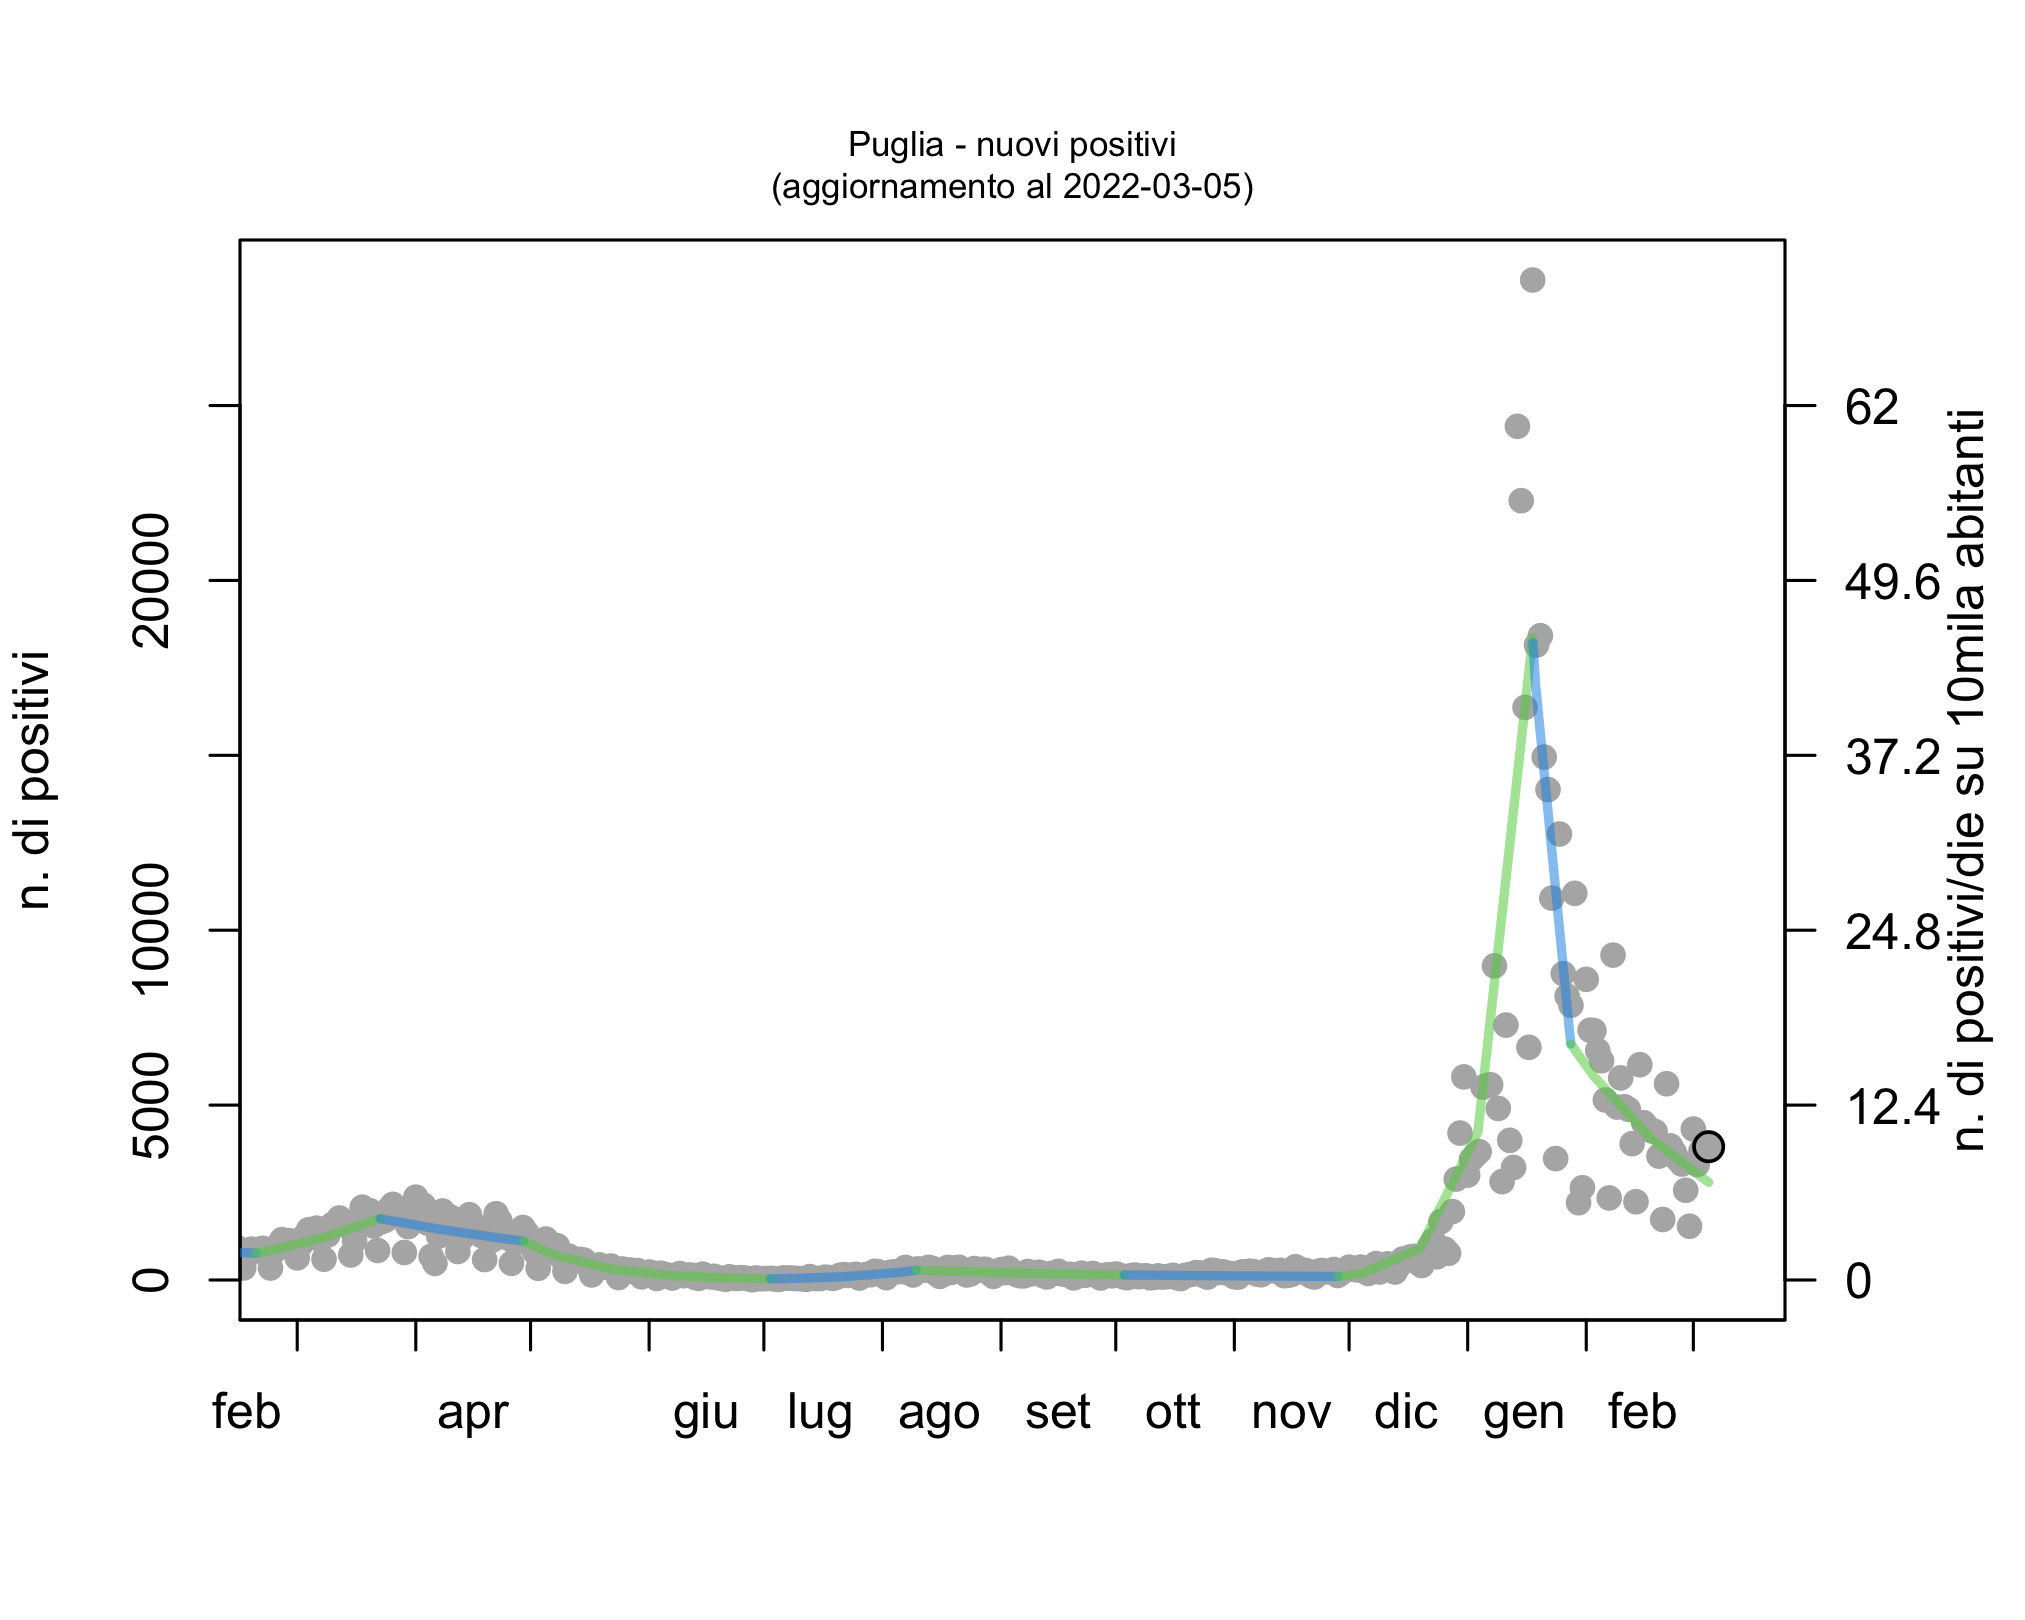 Puglia - nuovi positivi
(aggiornamento al 2022-03-05)
n. di positivi
20000
10000
5000
0
62
49.6
37.2
24.8
12.4
0
n. di positivi/die su 10mila abitanti
feb apr giu lug ago set ott nov dic gen feb